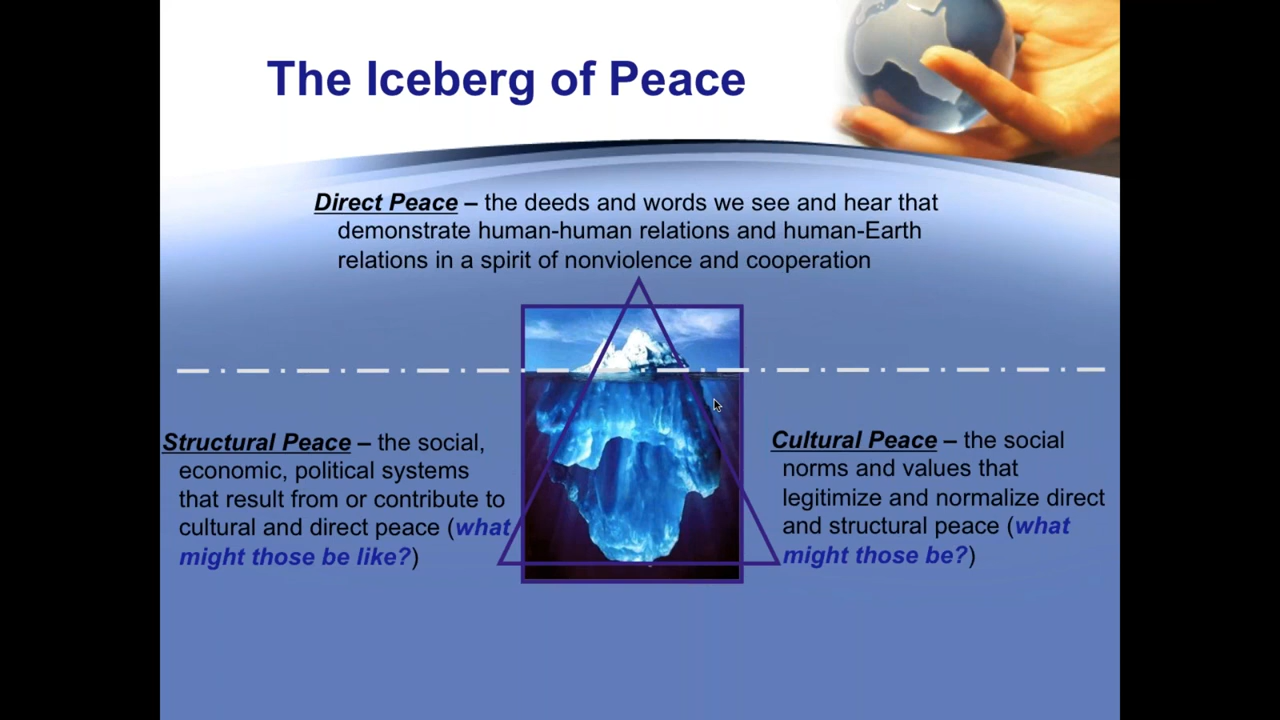 The Iceberg of Peace
Direct Peace – the deeds and words we see and hear that
demonstrate human-human relations and human-Earth
relations in a spirit of nonviolence and cooperation
Structural Peace – the social,
economic, political systems
that result from or contribute to
cultural and direct peace (what
might those be like?)
Cultural Peace – the social
norms and values that
legitimize and normalize direct
and structural peace (what
might those be?)